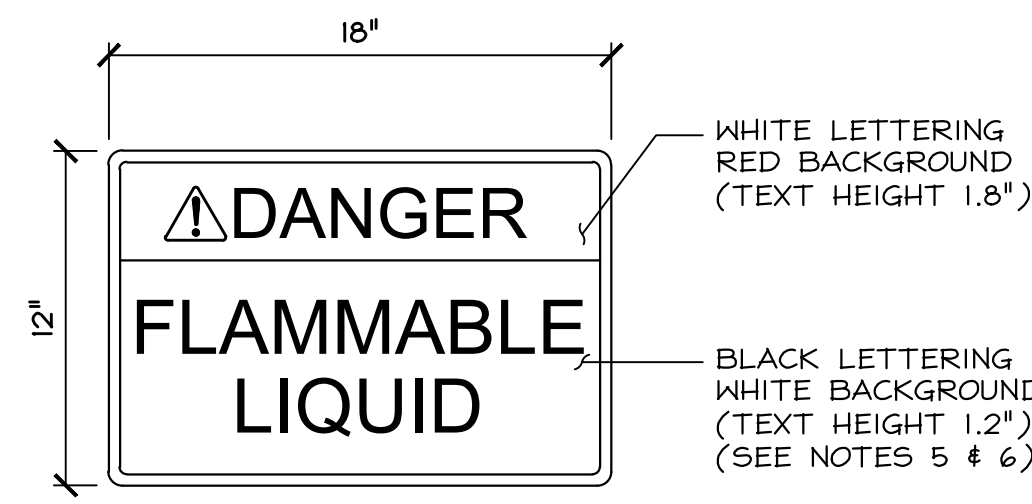 18"
WHITE LETTERING
RED BACKGROUND
(TEXT HEIGHT 1.8")
! DANGER
12"
FLAMMABLE
LIQUID
BLACK LETTERING
WHITE BACKGROUND
(TEXT HEIGHT 1.2")
(SEE NOTES 5 & 6)